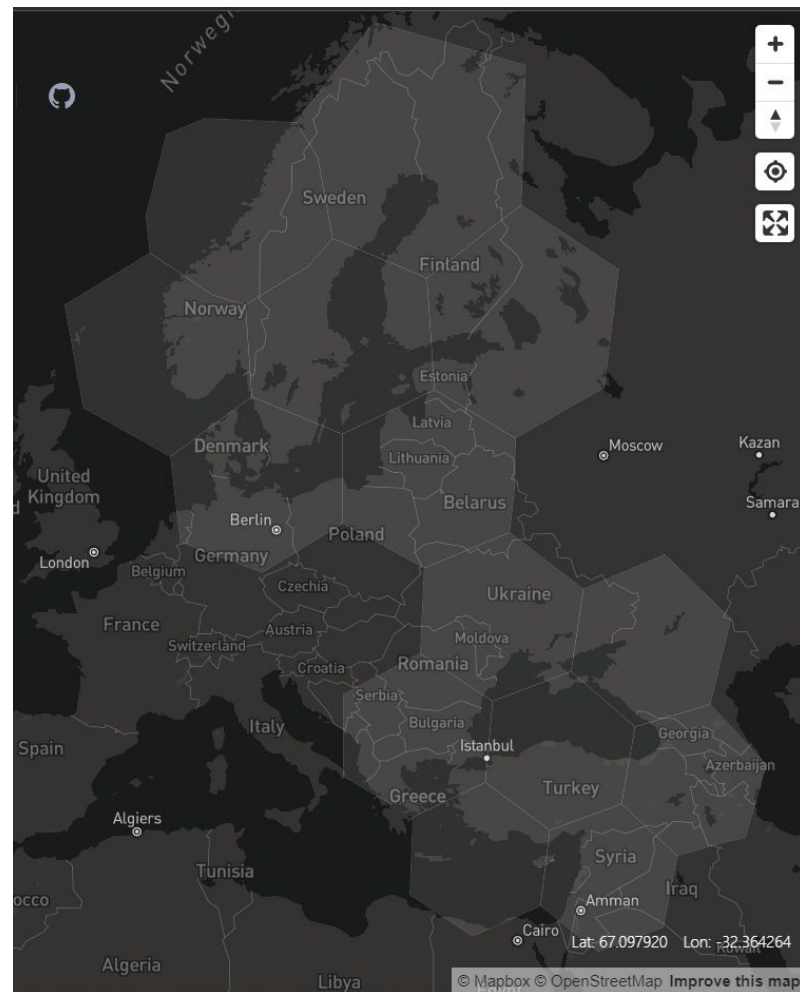 Norwegi
Sweden
Finland
Norway
Estonia
Latvia
Denmark
Moscow
Kazan
Lithuania
United
Kingdom
Belarus
Samara
Berlin
Poland
London
Germany
Belgium
Czechia
Ukraine
France
Austria
Switzerland
Moldova
Croatia
Romania
Serbia
Italy
Bulgaria
Georgia
Spain
Istanbul
Azerbaijan
Greece
Turkey
Algiers
Syria
Tunisia
Iraq
occo
Amman
Cairo
Lat: 67.097920 Lon: -32.364264
Kuwait
Algeria
Libya
© Mapbox © OpenStreetMap Improve this map